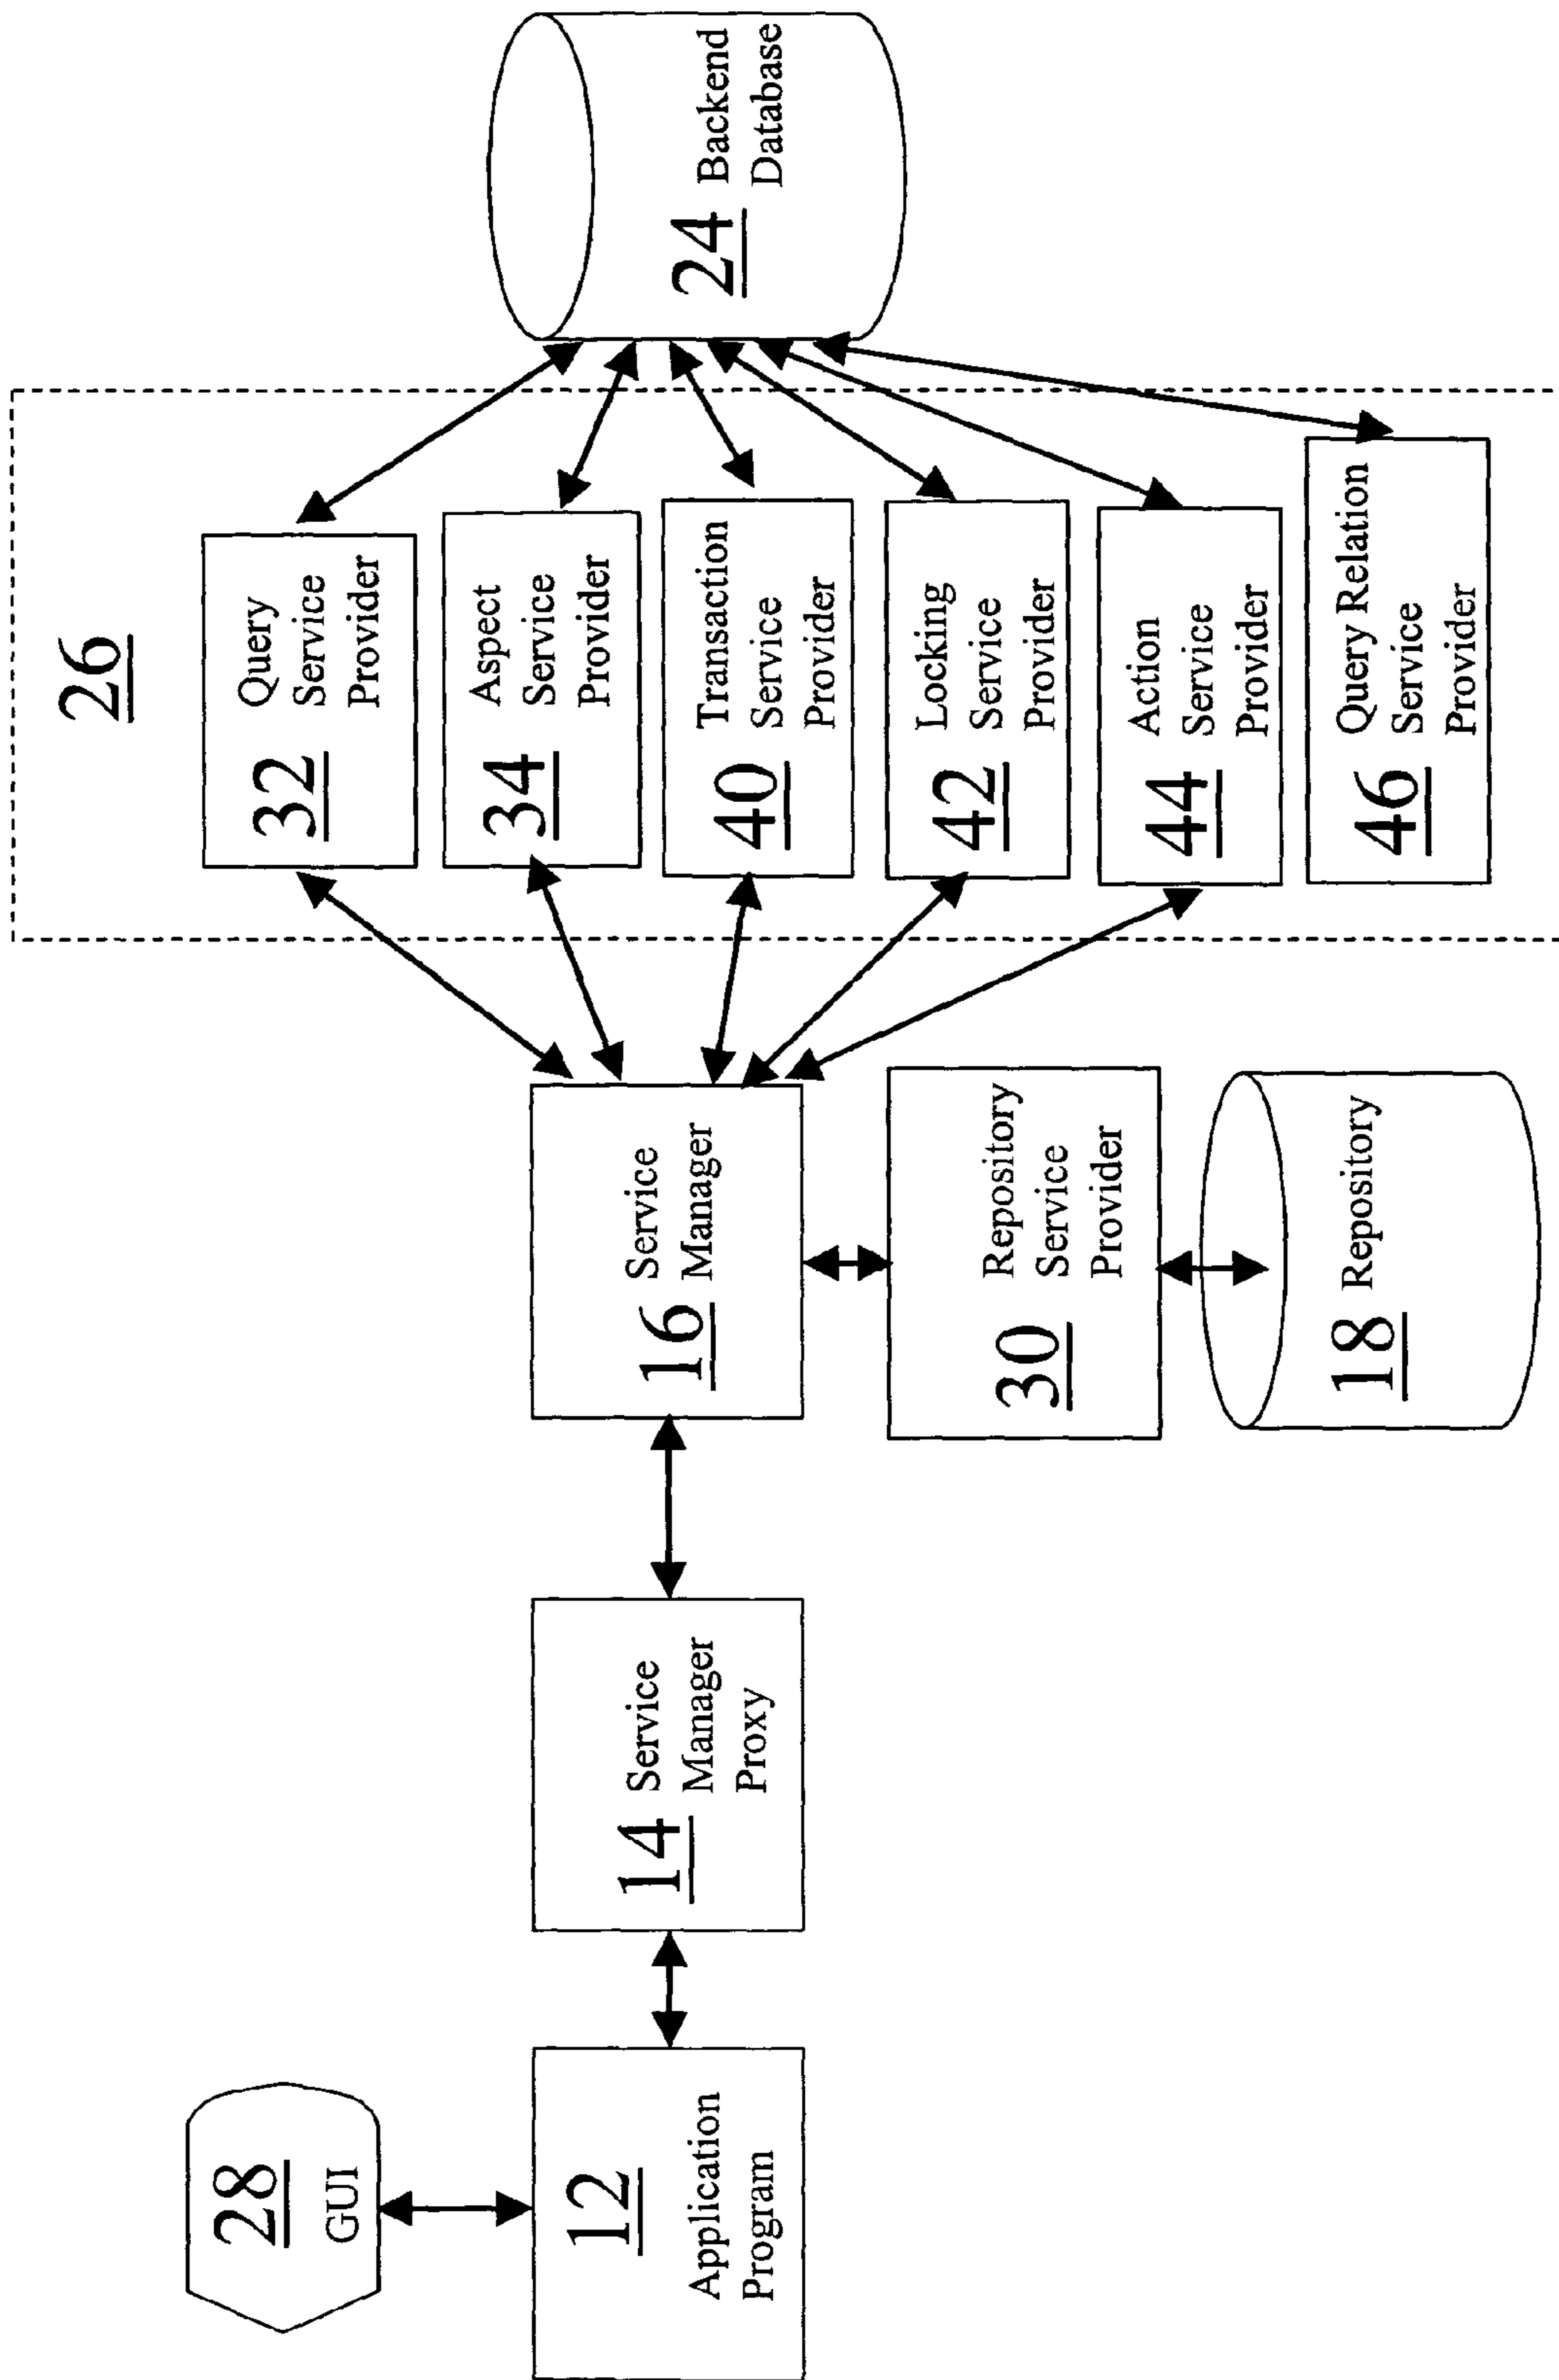 28
GUI
12
Application
Program
14 Service
Manager
Proxy
16 Service
Manager
30 Repository
Service
Provider
18 Repository
26
32 Query
Service
Provider
34 Aspect
Service
Provider
40 Transaction
Service
Provider
42 Locking
Service
Provider
44 Action
Service
Provider
46 Query Relation
Service
Provider
24 Backend
Database